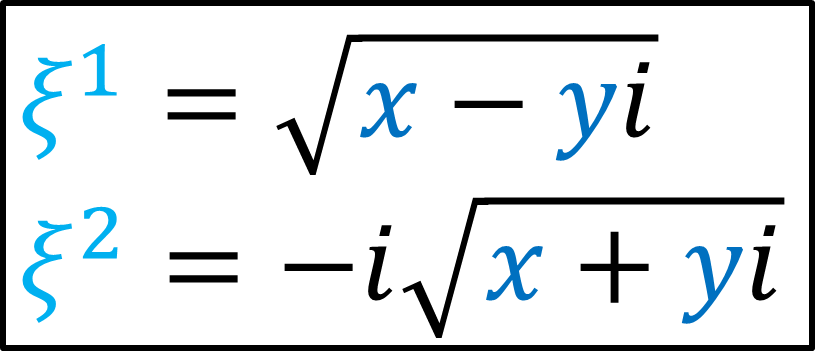 ξ¹ = √(x − yi)
ξ² = −i√(x + yi)